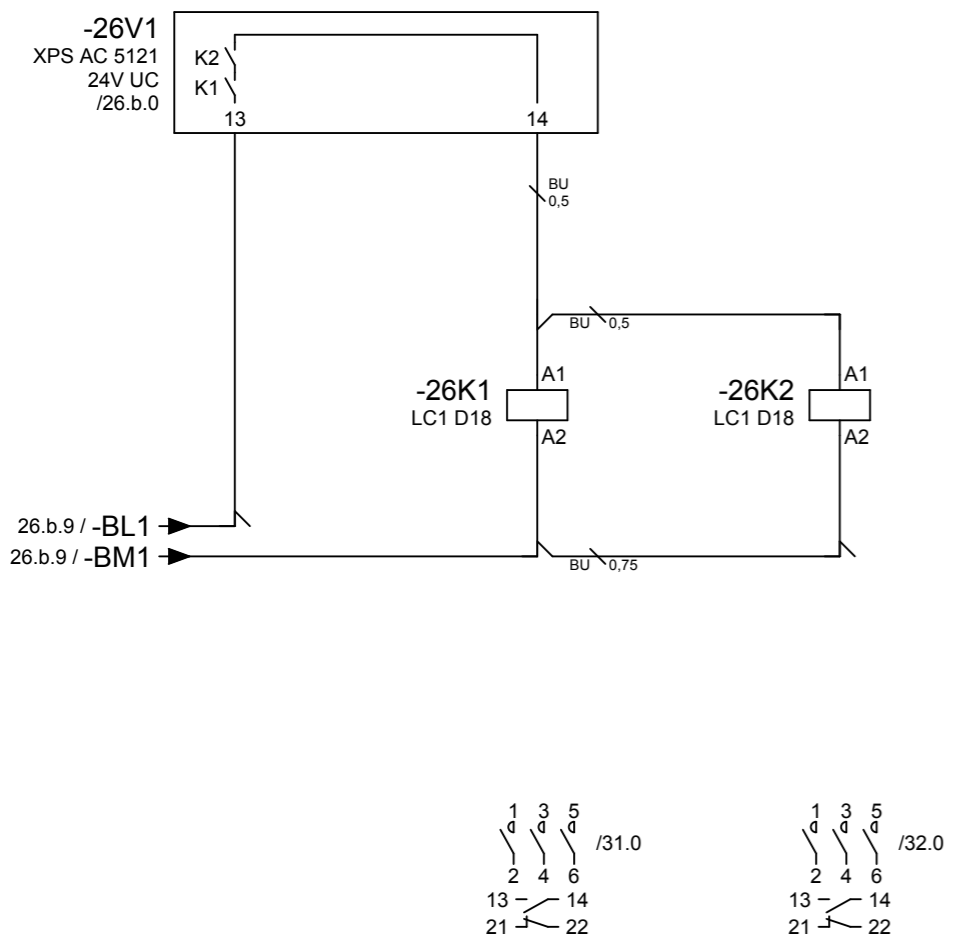 -26V1
XPS AC 5121
24V UC
/26.b.0
K2
K1
13 14
BU
0,5
BU 0,5
-26K1
LC1 D18
A1
A2
-26K2
LC1 D18
A1
A2
26.b.9 / -BL1
26.b.9 / -BM1
BU 0,75
1 3 5
/31.0
2 4 6
13 14
21 22
1 3 5
/32.0
2 4 6
13 14
21 22